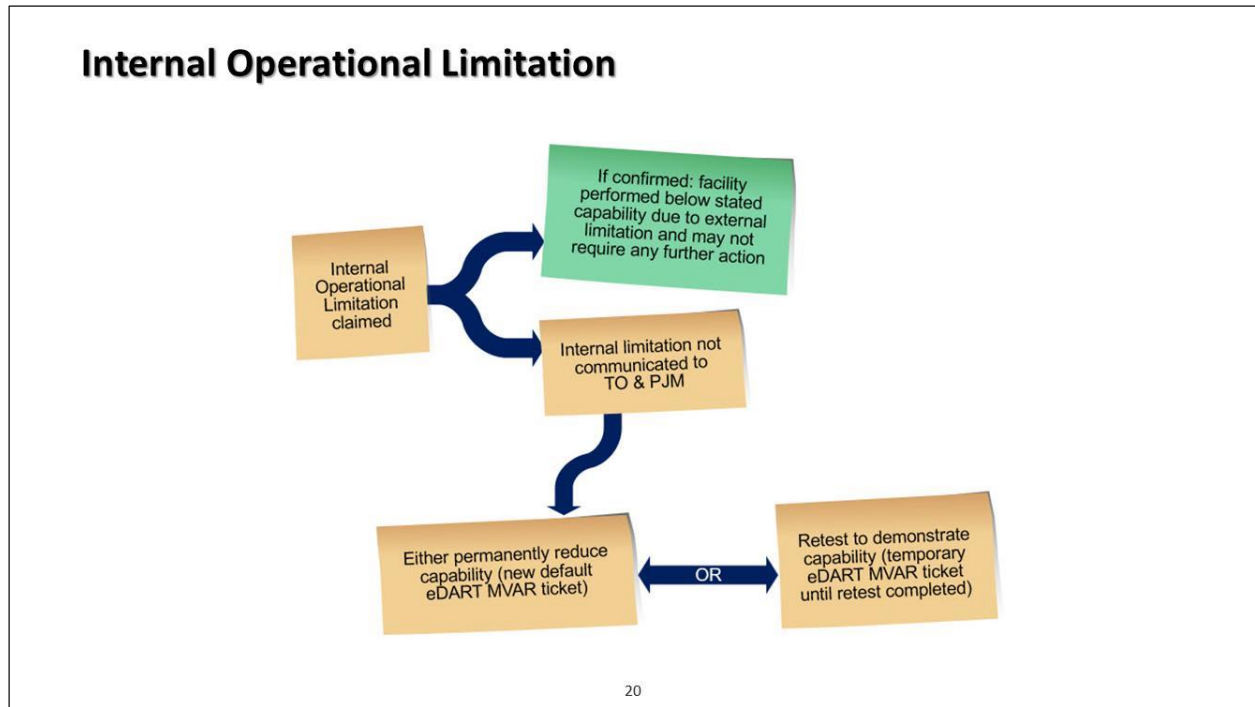 Internal Operational Limitation
If confirmed: facility
performed below stated
capability due to external
limitation and may not
require any further action
Internal
Operational
Limitation
claimed
Internal limitation not
communicated to
TO & PJM
Either permanently reduce
capability (new default
eDART MVAR ticket)
OR
Retest to demonstrate
capability (temporary
eDART MVAR ticket
until retest completed)
20